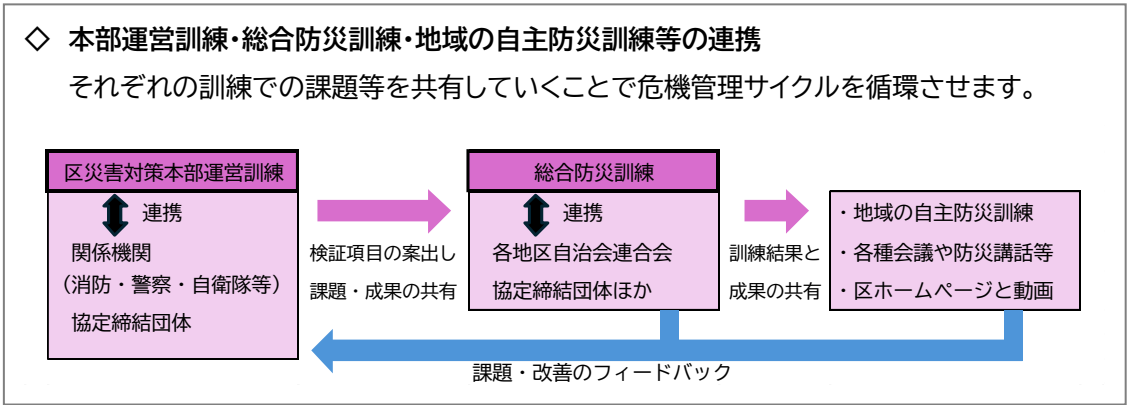 ◇ 本部運営訓練・総合防災訓練・地域の自主防災訓練等の連携
それぞれの訓練での課題等を共有していくことで危機管理サイクルを循環させます。
区災害対策本部運営訓練
連携
関係機関
（消防・警察・自衛隊等）
協定締結団体
検証項目の案出し
課題・成果の共有
総合防災訓練
連携
各地区自治会連合会
協定締結団体ほか
訓練結果と
成果の共有
・地域の自主防災訓練
・各種会議や防災講話等
・区ホームページと動画
課題・改善のフィードバック